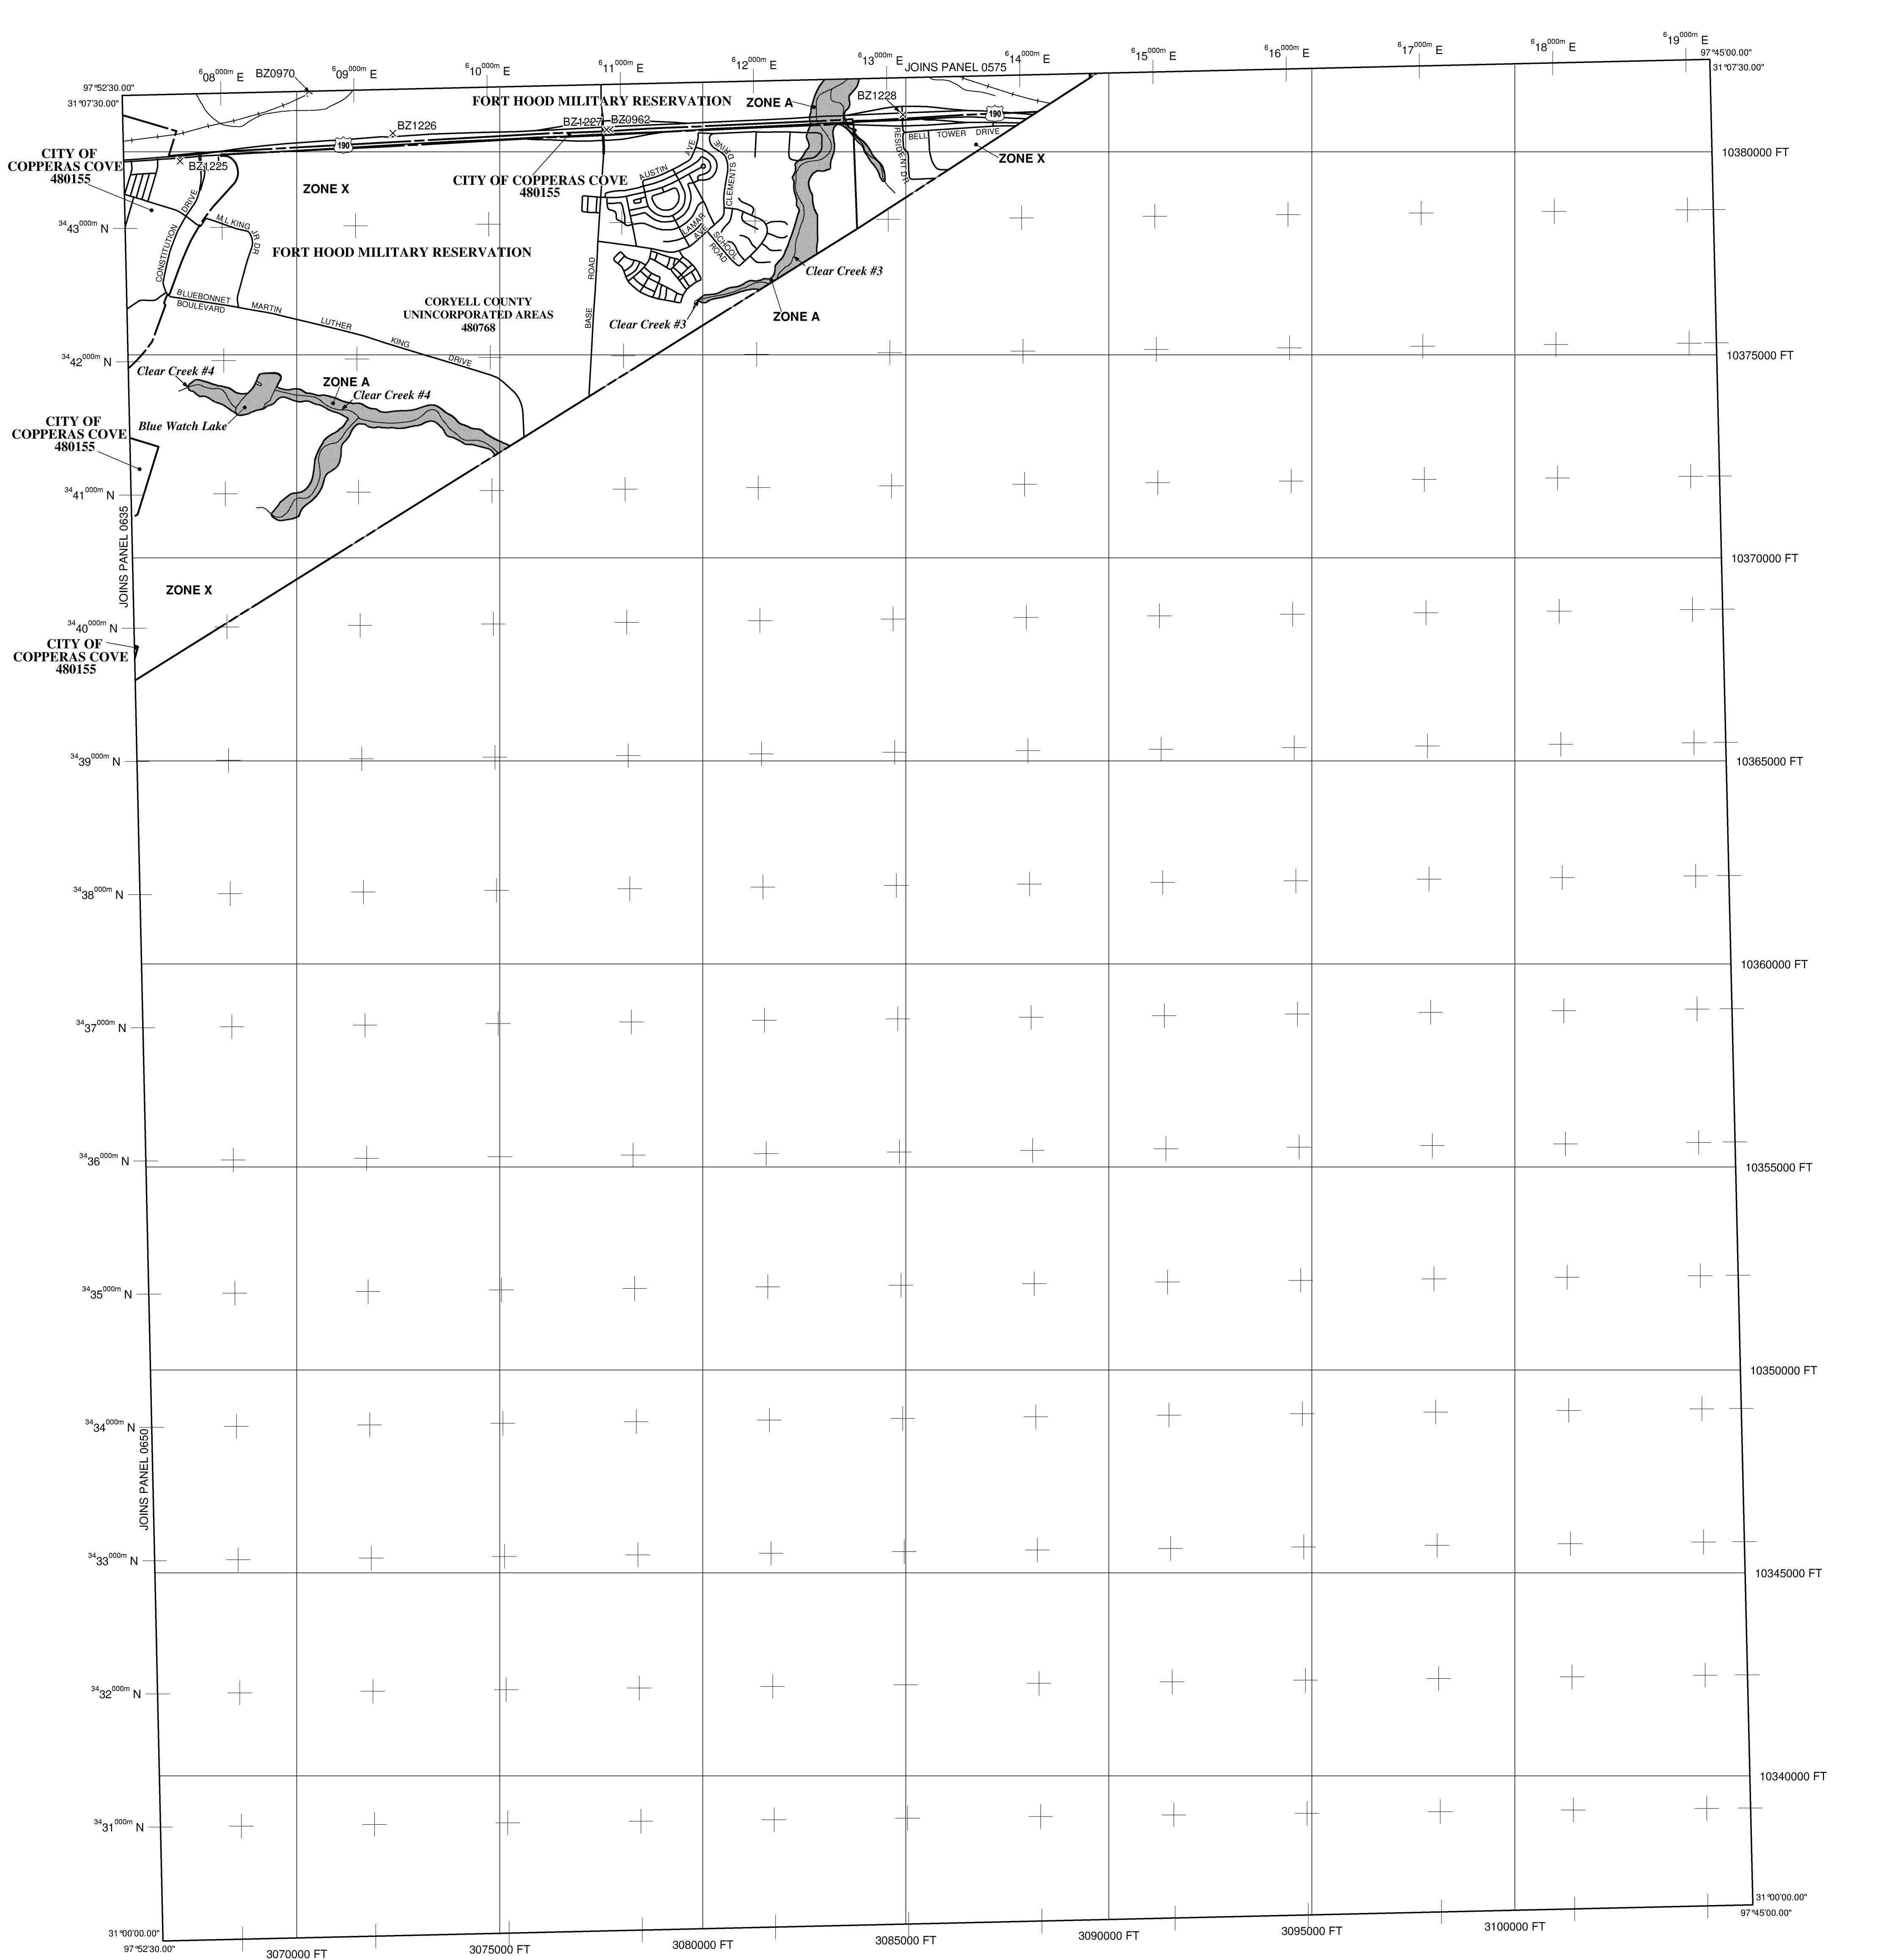 ⁶08⁰⁰⁰ᵐ E
⁶09⁰⁰⁰ᵐ E
⁶10⁰⁰⁰ᵐ E
⁶11⁰⁰⁰ᵐ E
⁶12⁰⁰⁰ᵐ E
⁶13⁰⁰⁰ᵐ E
⁶14⁰⁰⁰ᵐ E
⁶15⁰⁰⁰ᵐ E
⁶16⁰⁰⁰ᵐ E
⁶17⁰⁰⁰ᵐ E
⁶18⁰⁰⁰ᵐ E
⁶19⁰⁰⁰ᵐ E
97°45'00.00"
31°07'30.00"
JOINS PANEL 0575
97°52'30.00"
31°07'30.00"
BZ0970
FORT HOOD MILITARY RESERVATION
ZONE A
BZ1228
190
BZ1226
BZ1227
BZ0962
190
BZ1225
BELL TOWER DRIVE
RESIDENT DR
ZONE X
10380000 FT
CITY OF
COPPERAS COVE
480155
ZONE X
CITY OF COPPERAS COVE
480155
AUSTIN
AVE
CLEMENTS DRIVE
LAMAR
AVE
SCHOOL
ROAD
CONSTITUTION
DRIVE
M.L KING JR DR
³⁴43⁰⁰⁰ᵐ N
FORT HOOD MILITARY RESERVATION
BASE ROAD
Clear Creek #3
BLUEBONNET
BOULEVARD
MARTIN
LUTHER
KING
DRIVE
CORYELL COUNTY
UNINCORPORATED AREAS
480768
Clear Creek #3
ZONE A
³⁴42⁰⁰⁰ᵐ N
10375000 FT
Clear Creek #4
ZONE A
Clear Creek #4
Blue Watch Lake
CITY OF
COPPERAS COVE
480155
³⁴41⁰⁰⁰ᵐ N
JOINS PANEL 0635
10370000 FT
ZONE X
³⁴40⁰⁰⁰ᵐ N
CITY OF
COPPERAS COVE
480155
³⁴39⁰⁰⁰ᵐ N
10365000 FT
³⁴38⁰⁰⁰ᵐ N
10360000 FT
³⁴37⁰⁰⁰ᵐ N
³⁴36⁰⁰⁰ᵐ N
10355000 FT
³⁴35⁰⁰⁰ᵐ N
10350000 FT
³⁴34⁰⁰⁰ᵐ N
JOINS PANEL 0650
³⁴33⁰⁰⁰ᵐ N
10345000 FT
³⁴32⁰⁰⁰ᵐ N
10340000 FT
³⁴31⁰⁰⁰ᵐ N
31°00'00.00"
97°45'00.00"
31°00'00.00"
97°52'30.00"
3070000 FT
3075000 FT
3080000 FT
3085000 FT
3090000 FT
3095000 FT
3100000 FT